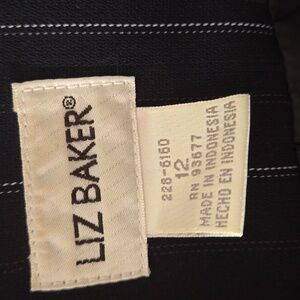 LIZ BAKER®
228-6160
12
RN 93677
MADE IN INDONESIA
HECHO EN INDONESIA